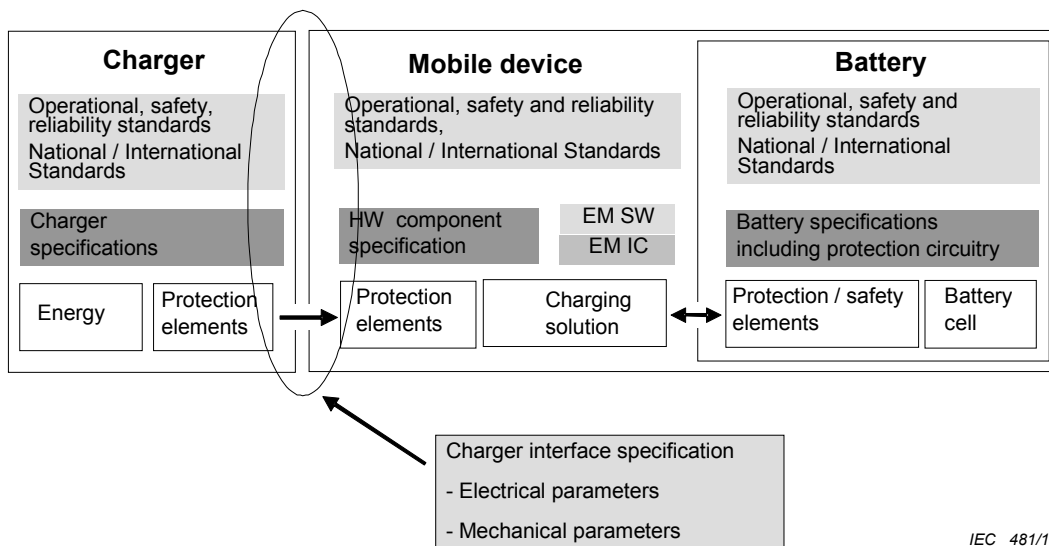 Charger
Operational, safety,
reliability standards
National / International
Standards
Charger
specifications
Energy
Protection
elements
Mobile device
Operational, safety and reliability
standards,
National / International Standards
HW component
specification
EM SW
EM IC
Protection
elements
Charging
solution
Battery
Operational, safety and
reliability standards
National / International
Standards
Battery specifications
including protection circuitry
Protection / safety
elements
Battery
cell
Charger interface specification
- Electrical parameters
- Mechanical parameters
IEC 481/1